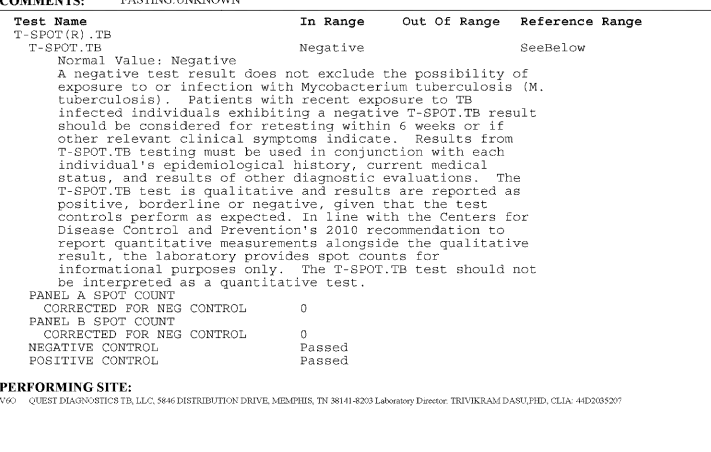 COMMENTS: FASTING:UNKNOWN
Test Name In Range Out Of Range Reference Range
T-SPOT(R).TB
T-SPOT.TB Negative SeeBelow
Normal Value: Negative
A negative test result does not exclude the possibility of
exposure to or infection with Mycobacterium tuberculosis (M.
tuberculosis). Patients with recent exposure to TB
infected individuals exhibiting a negative T-SPOT.TB result
should be considered for retesting within 6 weeks or if
other relevant clinical symptoms indicate. Results from
T-SPOT.TB testing must be used in conjunction with each
individual's epidemiological history, current medical
status, and results of other diagnostic evaluations. The
T-SPOT.TB test is qualitative and results are reported as
positive, borderline or negative, given that the test
controls perform as expected. In line with the Centers for
Disease Control and Prevention's 2010 recommendation to
report quantitative measurements alongside the qualitative
result, the laboratory provides spot counts for
informational purposes only. The T-SPOT.TB test should not
be interpreted as a quantitative test.
PANEL A SPOT COUNT
CORRECTED FOR NEG CONTROL 0
PANEL B SPOT COUNT
CORRECTED FOR NEG CONTROL 0
NEGATIVE CONTROL Passed
POSITIVE CONTROL Passed
PERFORMING SITE:
V6O QUEST DIAGNOSTICS TB, LLC, 5846 DISTRIBUTION DRIVE, MEMPHIS, TN 38141-8203 Laboratory Director: TRIVIKRAM DASU,PHD, CLIA: 44D2035207